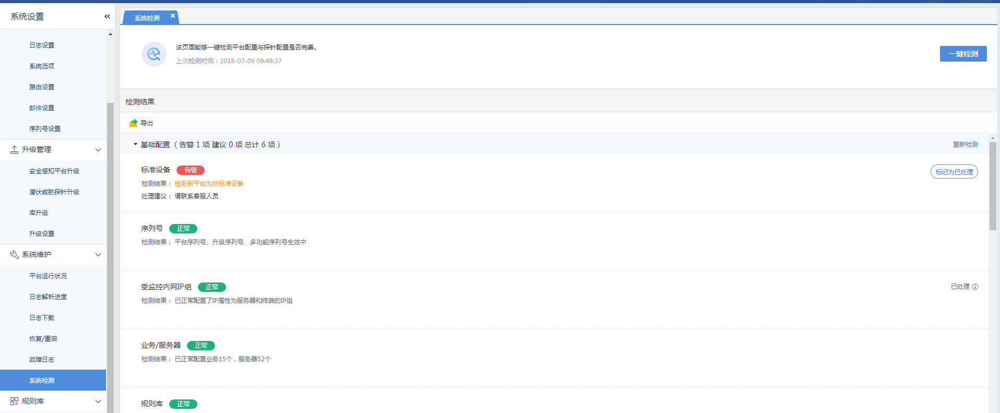 系统设置
日志设置
系统选项
路由设置
邮件设置
序列号设置
升级管理
安全感知平台升级
潜伏威胁探针升级
库升级
升级设置
系统维护
平台运行状况
日志解析进度
日志下载
恢复/重启
故障日志
系统检测
规则库
系统检测
该页面能够一键检测平台配置与探针配置是否完善。
上次检测时间：2018-07-09 09:49:37
一键检测
检测结果
导出
基础配置（告警 1 项 建议 0 项 总计 6 项）
重新检测
标准设备 告警
标记为已处理
检测结果： 检测到平台为非标准设备
处理建议： 请联系客服人员
序列号 正常
检测结果： 平台序列号、升级序列号、多功能序列号生效中
受监控内网IP组 正常
已处理
检测结果： 已正常配置了IP属性为服务器和终端的IP组
业务/服务器 正常
检测结果： 已正常配置业务15个，服务器52个
规则库 正常